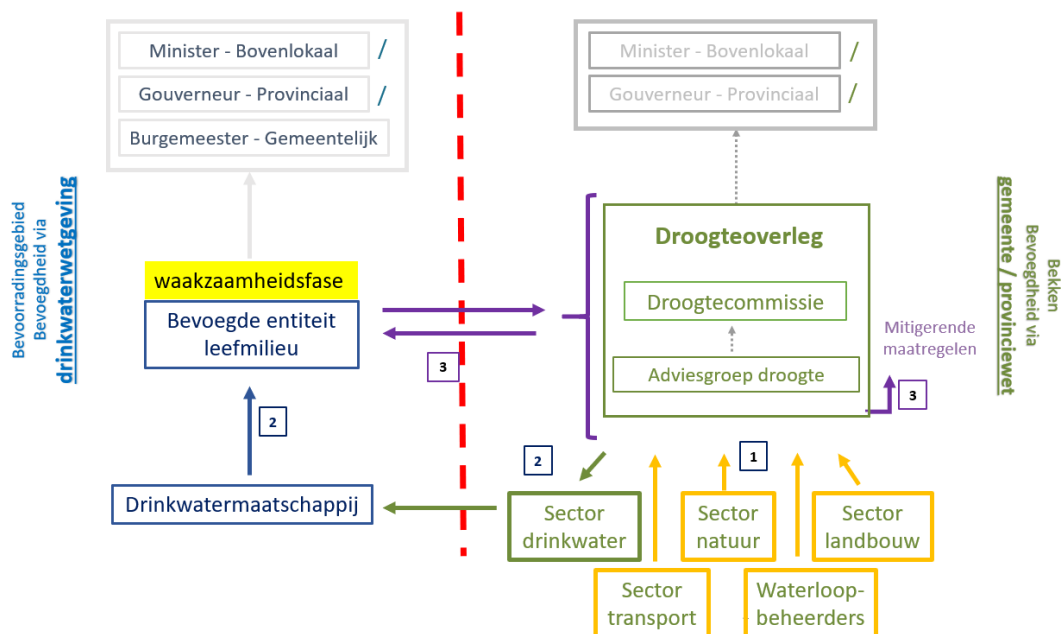 Minister - Bovenlokaal /
Gouverneur - Provinciaal /
Burgemeester - Gemeentelijk
Minister - Bovenlokaal /
Gouverneur - Provinciaal /
Bevoorradingsgebied
Bevoegdheid via
drinkwaterwetgeving
waakzaamheidsfase
Bevoegde entiteit
leefmilieu
3
2
Drinkwatermaatschappij
Droogteoverleg
Droogtecommissie
Adviesgroep droogte
Mitigerende
maatregelen
3
Bekken
Bevoegdheid via
gemeente / provinciewet
2
1
Sector
drinkwater
Sector
natuur
Sector
landbouw
Sector
transport
Waterloop-
beheerders